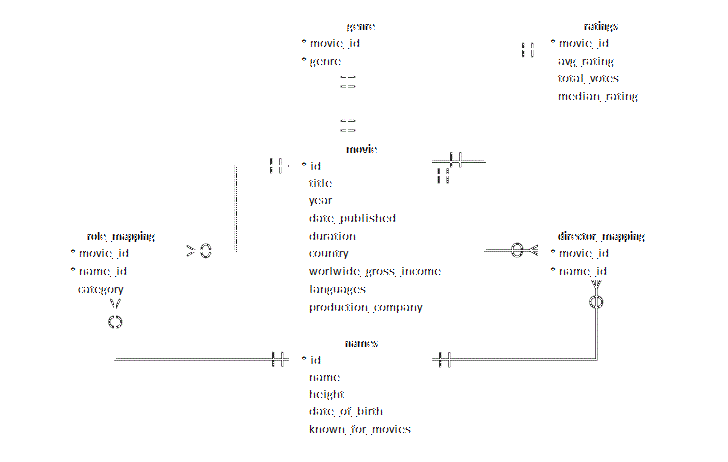 genre
* movie_id
* genre
ratings
* movie_id
avg_rating
total_votes
median_rating
movie
* id
title
year
date_published
duration
country
worlwide_gross_income
languages
production_company
role_mapping
* movie_id
* name_id
category
director_mapping
* movie_id
* name_id
names
* id
name
height
date_of_birth
known_for_movies